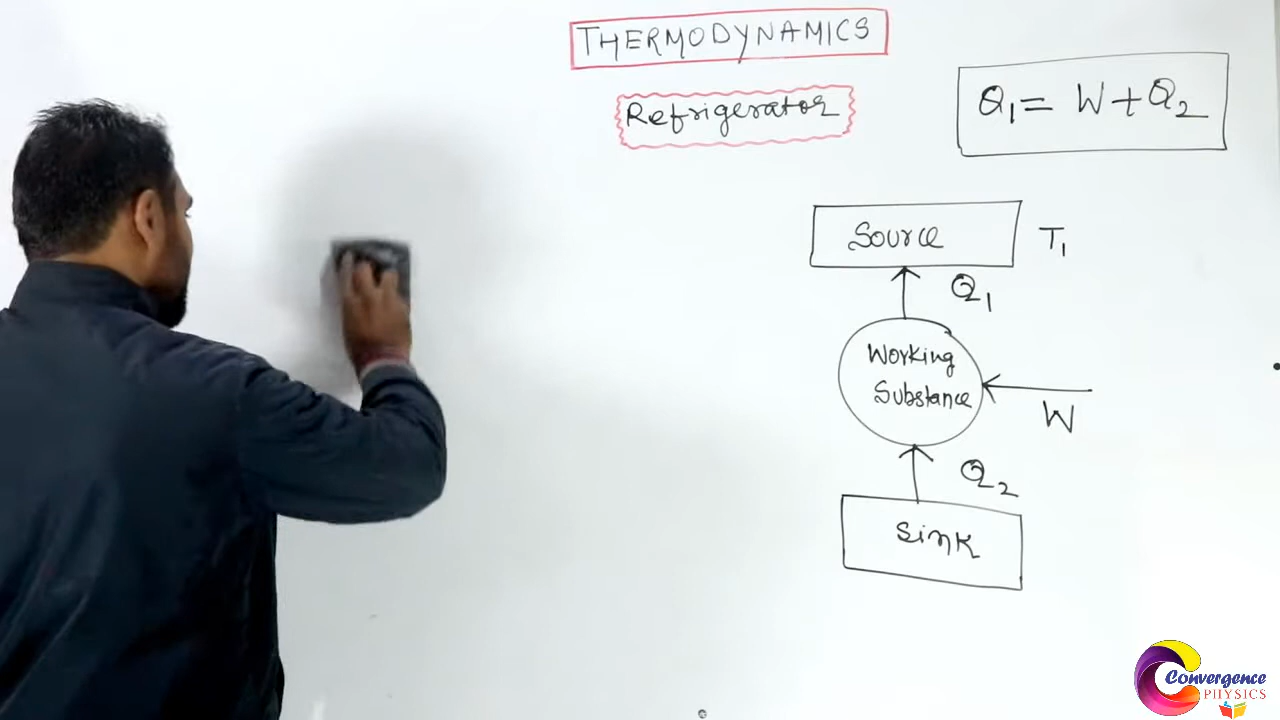 THERMODYNAMICS
Refrigerator
Q₁ = W + Q₂
Source
T₁
Q₁
Working
Substance
W
Q₂
Sink
Convergence
PHYSICS